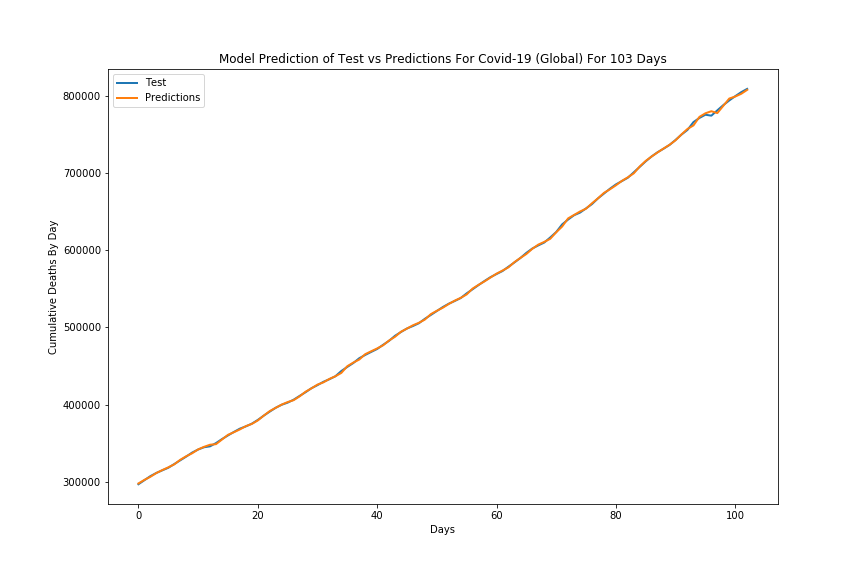 Model Prediction of Test vs Predictions For Covid-19 (Global) For 103 Days
Test
Predictions
800000
700000
600000
500000
400000
300000
Cumulative Deaths By Day
0 20 40 60 80 100
Days